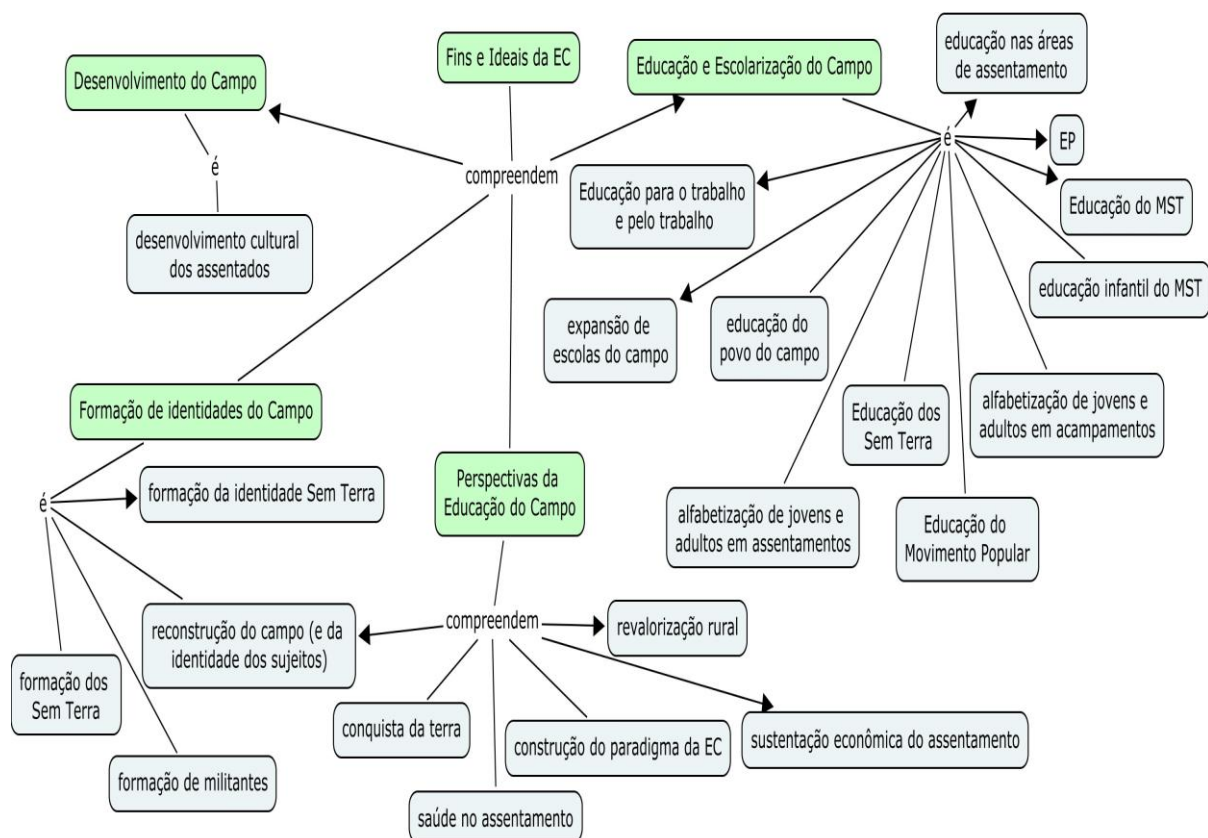 Fins e Ideais da EC
Desenvolvimento do Campo
Educação e Escolarização do Campo
educação nas áreas
de assentamento
é
compreendem
é
EP
Educação para o trabalho
e pelo trabalho
Educação do MST
desenvolvimento cultural
dos assentados
educação infantil do MST
expansão de
escolas do campo
educação do
povo do campo
Formação de identidades do Campo
Educação dos
Sem Terra
alfabetização de jovens e
adultos em acampamentos
é
formação da identidade Sem Terra
Perspectivas da
Educação do Campo
alfabetização de jovens e
adultos em assentamentos
Educação do
Movimento Popular
compreendem
reconstrução do campo (e da
identidade dos sujeitos)
revalorização rural
formação dos
Sem Terra
conquista da terra
construção do paradigma da EC
sustentação econômica do assentamento
formação de militantes
saúde no assentamento